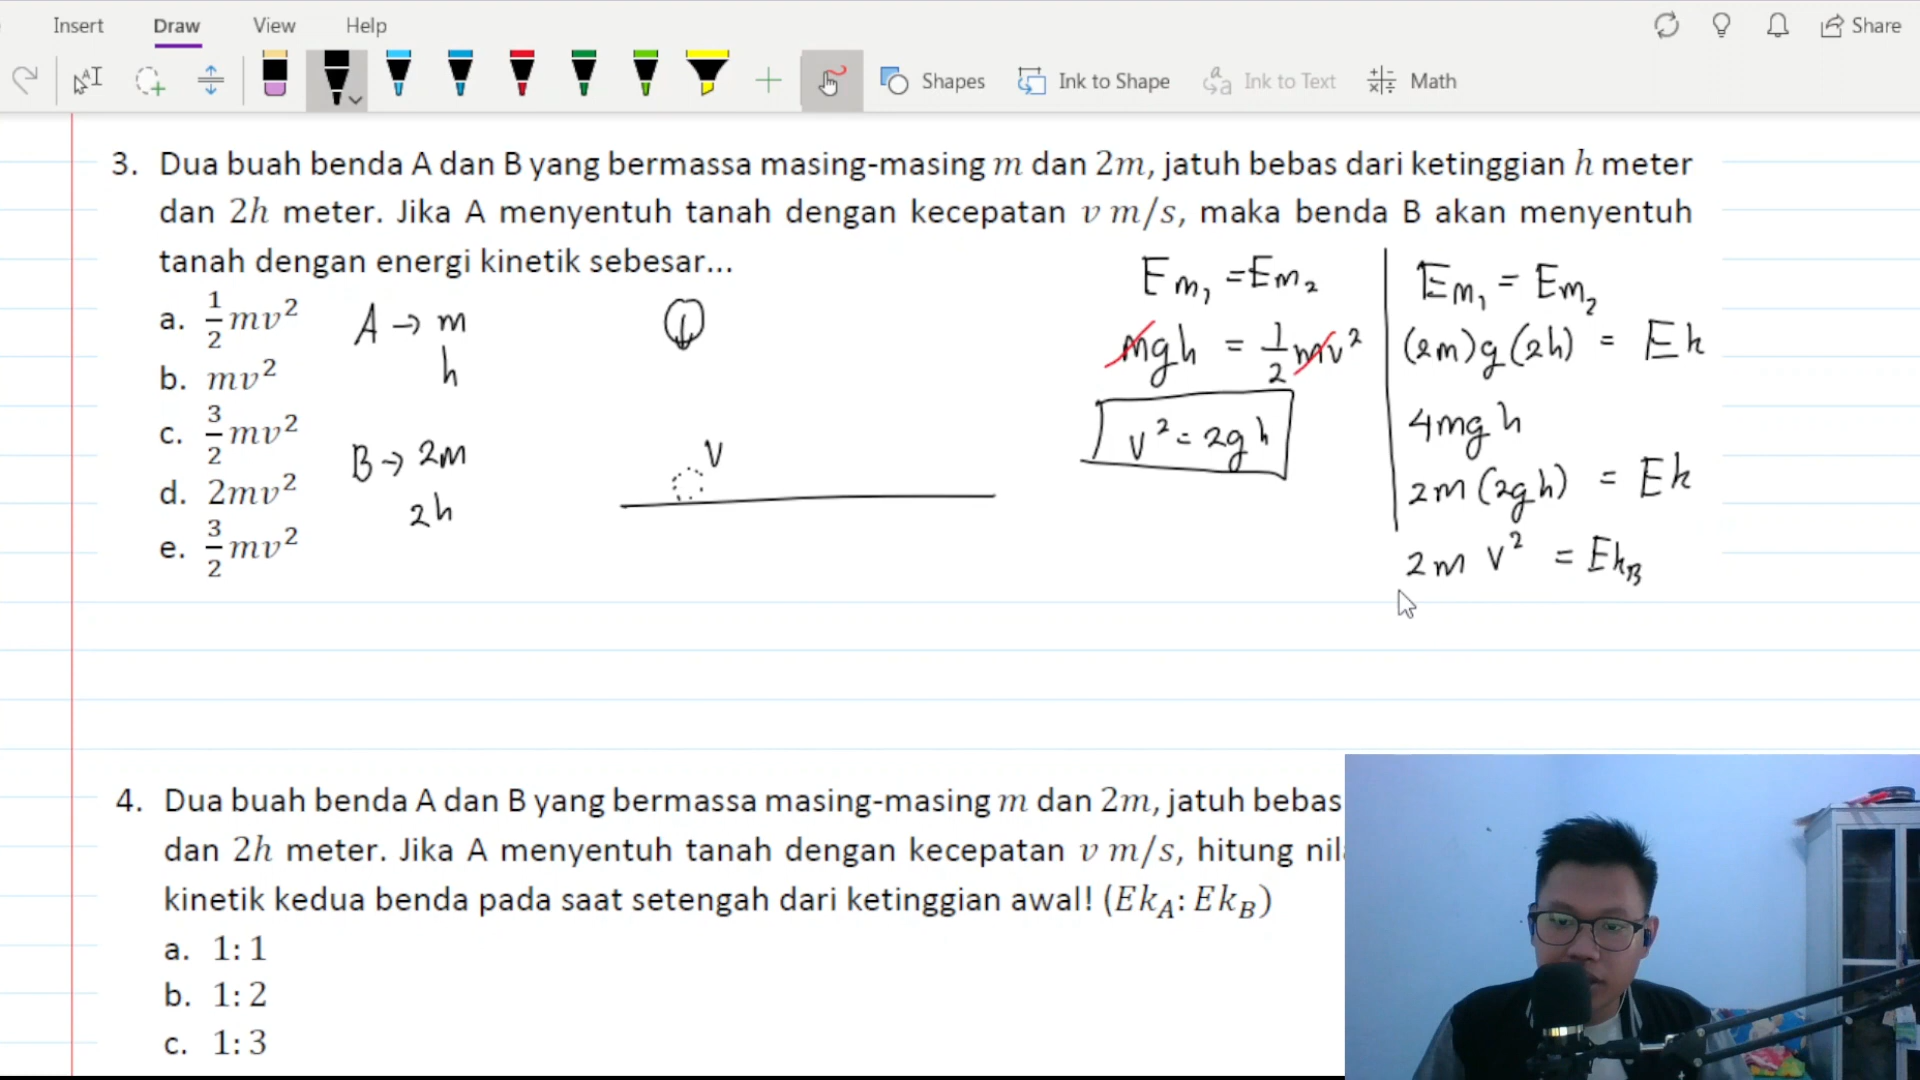 Insert Draw View Help Share
Shapes Ink to Shape Ink to Text Math
3. Dua buah benda A dan B yang bermassa masing-masing m dan 2m, jatuh bebas dari ketinggian h meter
dan 2h meter. Jika A menyentuh tanah dengan kecepatan v m/s, maka benda B akan menyentuh
tanah dengan energi kinetik sebesar...
a. 1/2 mv²
b. mv²
c. 3/2 mv²
d. 2mv²
e. 3/2 mv²
A → m
h
B → 2m
2h
v
Em₁ = Em₂
mgh = 1/2 mv²
v² = 2gh
Em₁ = Em₂
(2m)g(2h) = Ek
4mgh
2m(2gh) = Ek
2m v² = EkB
4. Dua buah benda A dan B yang bermassa masing-masing m dan 2m, jatuh bebas
dan 2h meter. Jika A menyentuh tanah dengan kecepatan v m/s, hitung
kinetik kedua benda pada saat setengah dari ketinggian awal! (EkA: EkB)
a. 1: 1
b. 1: 2
c. 1: 3